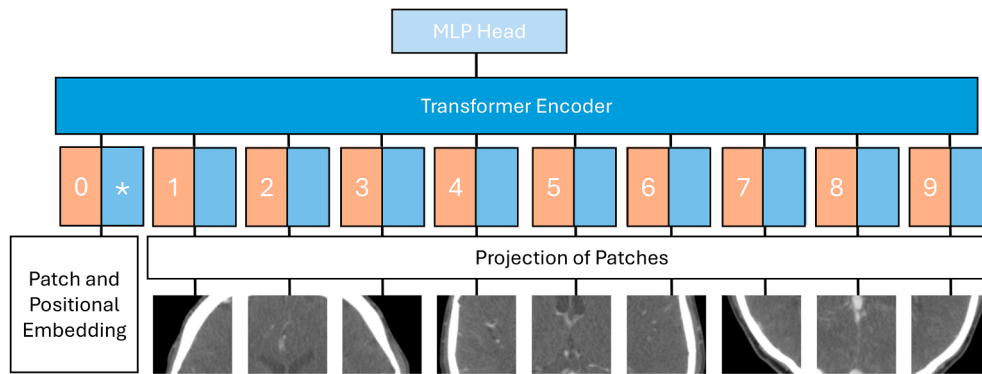 MLP Head
Transformer Encoder
0 * 1 2 3 4 5 6 7 8 9
Patch and
Positional
Embedding
Projection of Patches